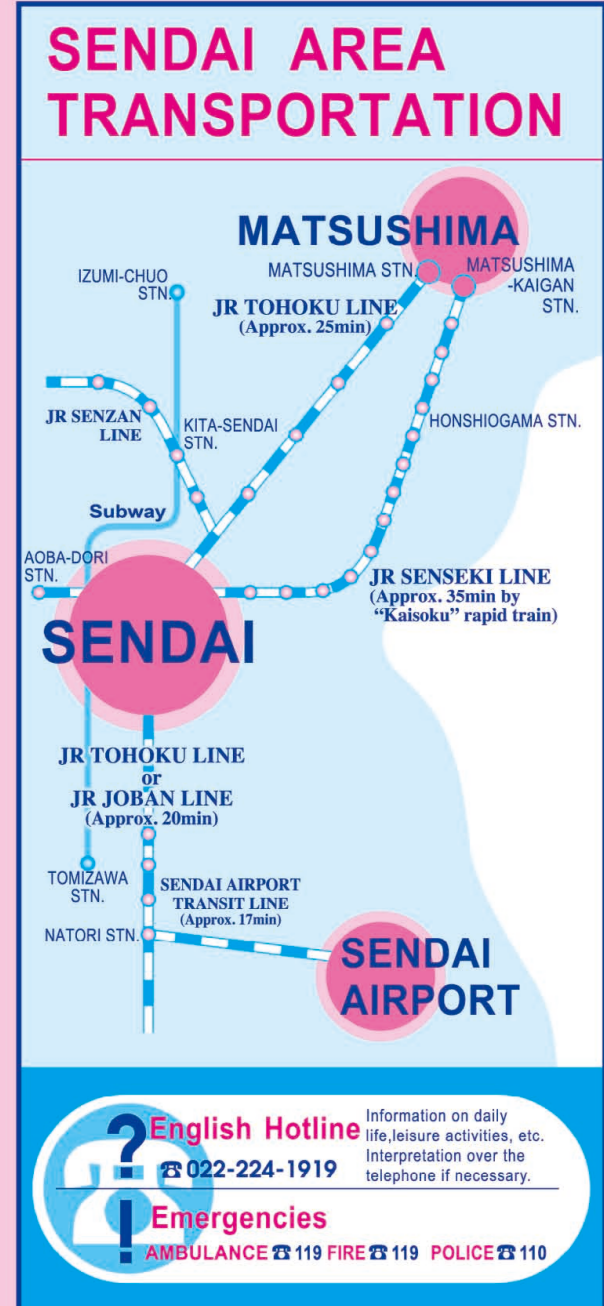 SENDAI AREA
TRANSPORTATION
MATSUSHIMA
MATSUSHIMA STN.
MATSUSHIMA
-KAIGAN
STN.
IZUMI-CHUO
STN.
JR TOHOKU LINE
(Approx. 25min)
JR SENZAN
LINE
KITA-SENDAI
STN.
HONSHIOGAMA STN.
Subway
AOBA-DORI
STN.
JR SENSEKI LINE
(Approx. 35min by
“Kaisoku” rapid train)
SENDAI
JR TOHOKU LINE
or
JR JOBAN LINE
(Approx. 20min)
TOMIZAWA
STN.
SENDAI AIRPORT
TRANSIT LINE
(Approx. 17min)
NATORI STN.
SENDAI
AIRPORT
? English Hotline
☎022-224-1919
Information on daily
life,leisure activities, etc.
Interpretation over the
telephone if necessary.
! Emergencies
AMBULANCE ☎119 FIRE ☎119 POLICE ☎110